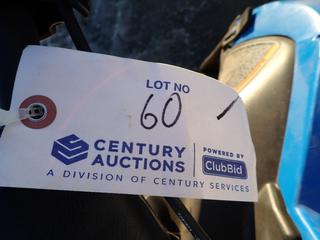 LOT NO
60
CENTURY
AUCTIONS
POWERED BY
ClubBid
A DIVISION OF CENTURY SERVICES